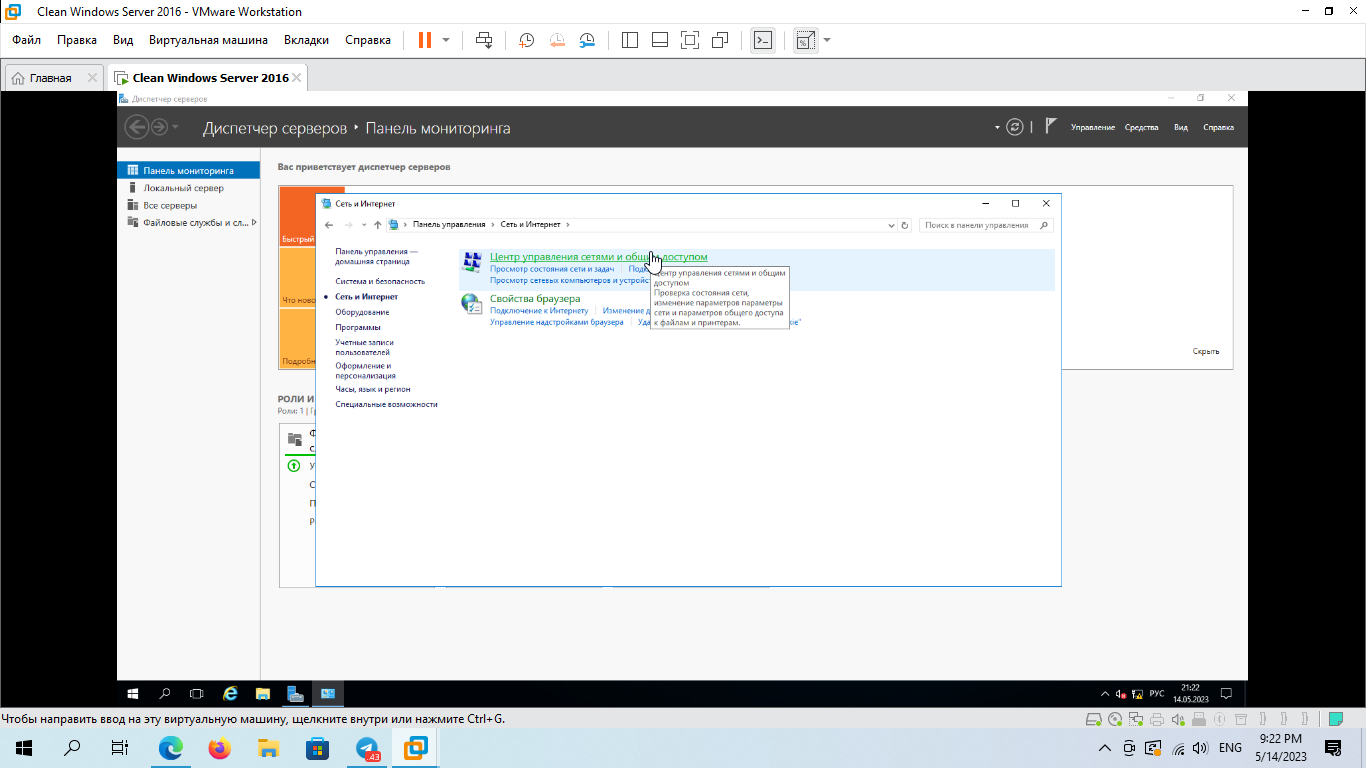 Clean Windows Server 2016 - VMware Workstation
Файл Правка Вид Виртуальная машина Вкладки Справка
Главная Clean Windows Server 2016
Диспетчер серверов
Диспетчер серверов Панель мониторинга
Управление Средства Вид Справка
Панель мониторинга
Локальный сервер
Все серверы
Файловые службы и сл...
Вас приветствует диспетчер серверов
Быстрый
Что ново
Подробн
Скрыть
РОЛИ И
Роли: 1 | Гр
Сеть и Интернет
Панель управления Сеть и Интернет
Поиск в панели управления
Панель управления —
домашняя страница
Система и безопасность
Сеть и Интернет
Оборудование
Программы
Учетные записи
пользователей
Оформление и
персонализация
Часы, язык и регион
Специальные возможности
Центр управления сетями и общим доступом
Просмотр состояния сети и задач
Просмотр сетевых компьютеров и устройст
Свойства браузера
Подключение к Интернету Изменение д
Управление надстройками браузера Уда
Центр управления сетями и общим
доступом
Проверка состояния сети,
изменение параметров параметры
сети и параметров общего доступа
к файлам и принтерам.
РУС
21:22
14.05.2023
Чтобы направить ввод на эту виртуальную машину, щелкните внутри или нажмите Ctrl+G.
43
ENG
9:22 PM
5/14/2023